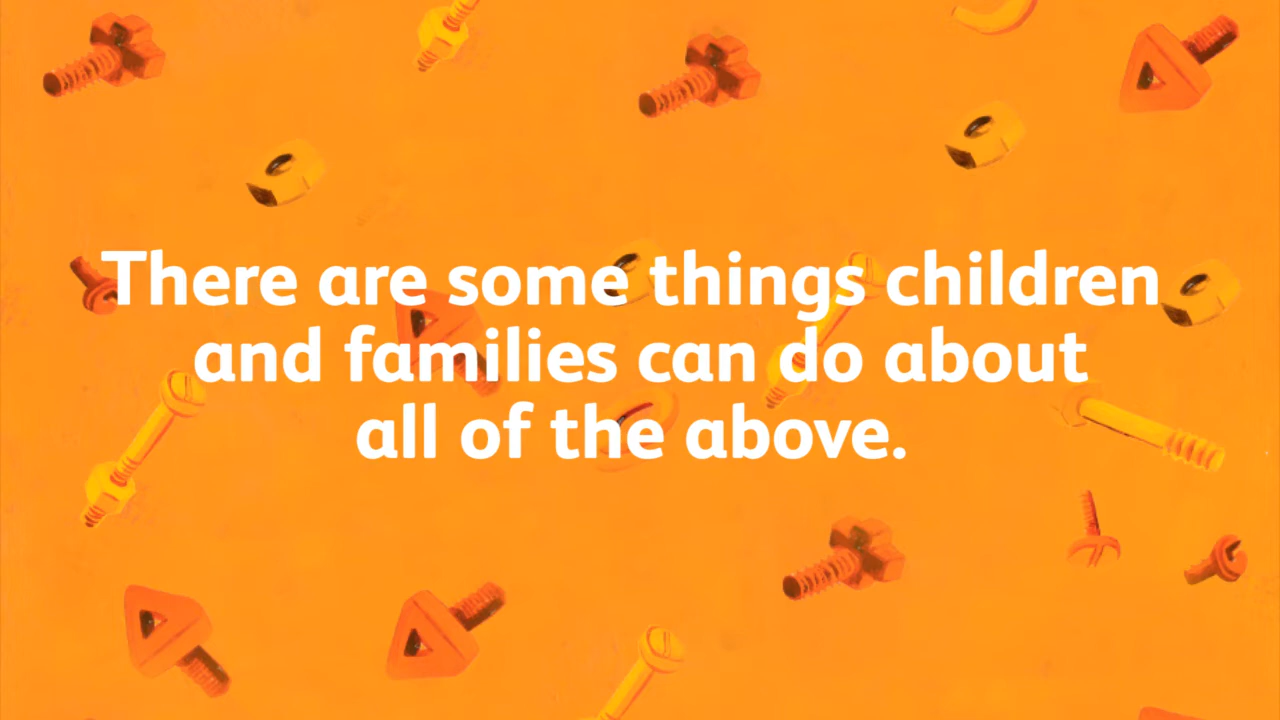 There are some things children
and families can do about
all of the above.